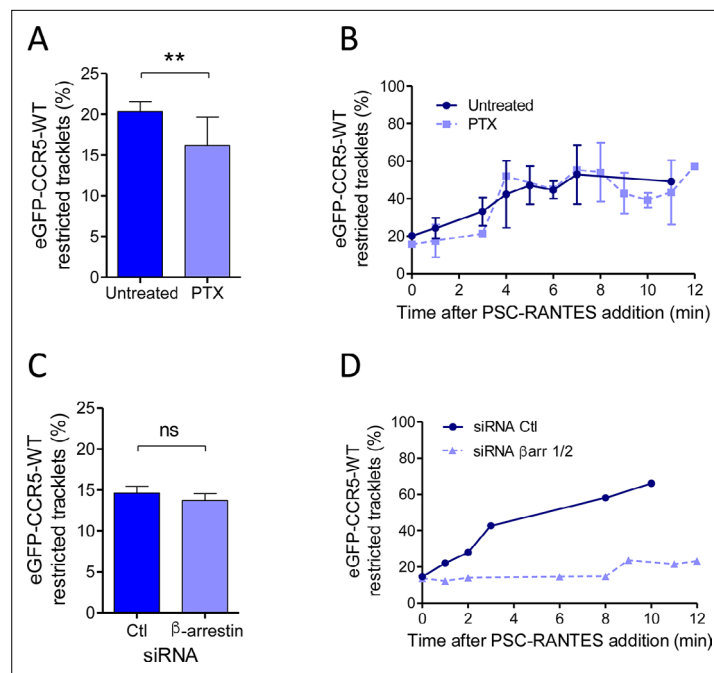 A
**
eGFP-CCR5-WT
restricted tracklets (%)
25
20
15
10
5
0
Untreated PTX
B
Untreated
PTX
eGFP-CCR5-WT
restricted tracklets (%)
100
80
60
40
20
0
0 2 4 6 8 10 12
Time after PSC-RANTES addition (min)
C
ns
eGFP-CCR5-WT
restricted tracklets (%)
25
20
15
10
5
0
Ctl β-arrestin
siRNA
D
siRNA Ctl
siRNA βarr 1/2
eGFP-CCR5-WT
restricted tracklets (%)
100
80
60
40
20
0
0 2 4 6 8 10 12
Time after PSC-RANTES addition (min)